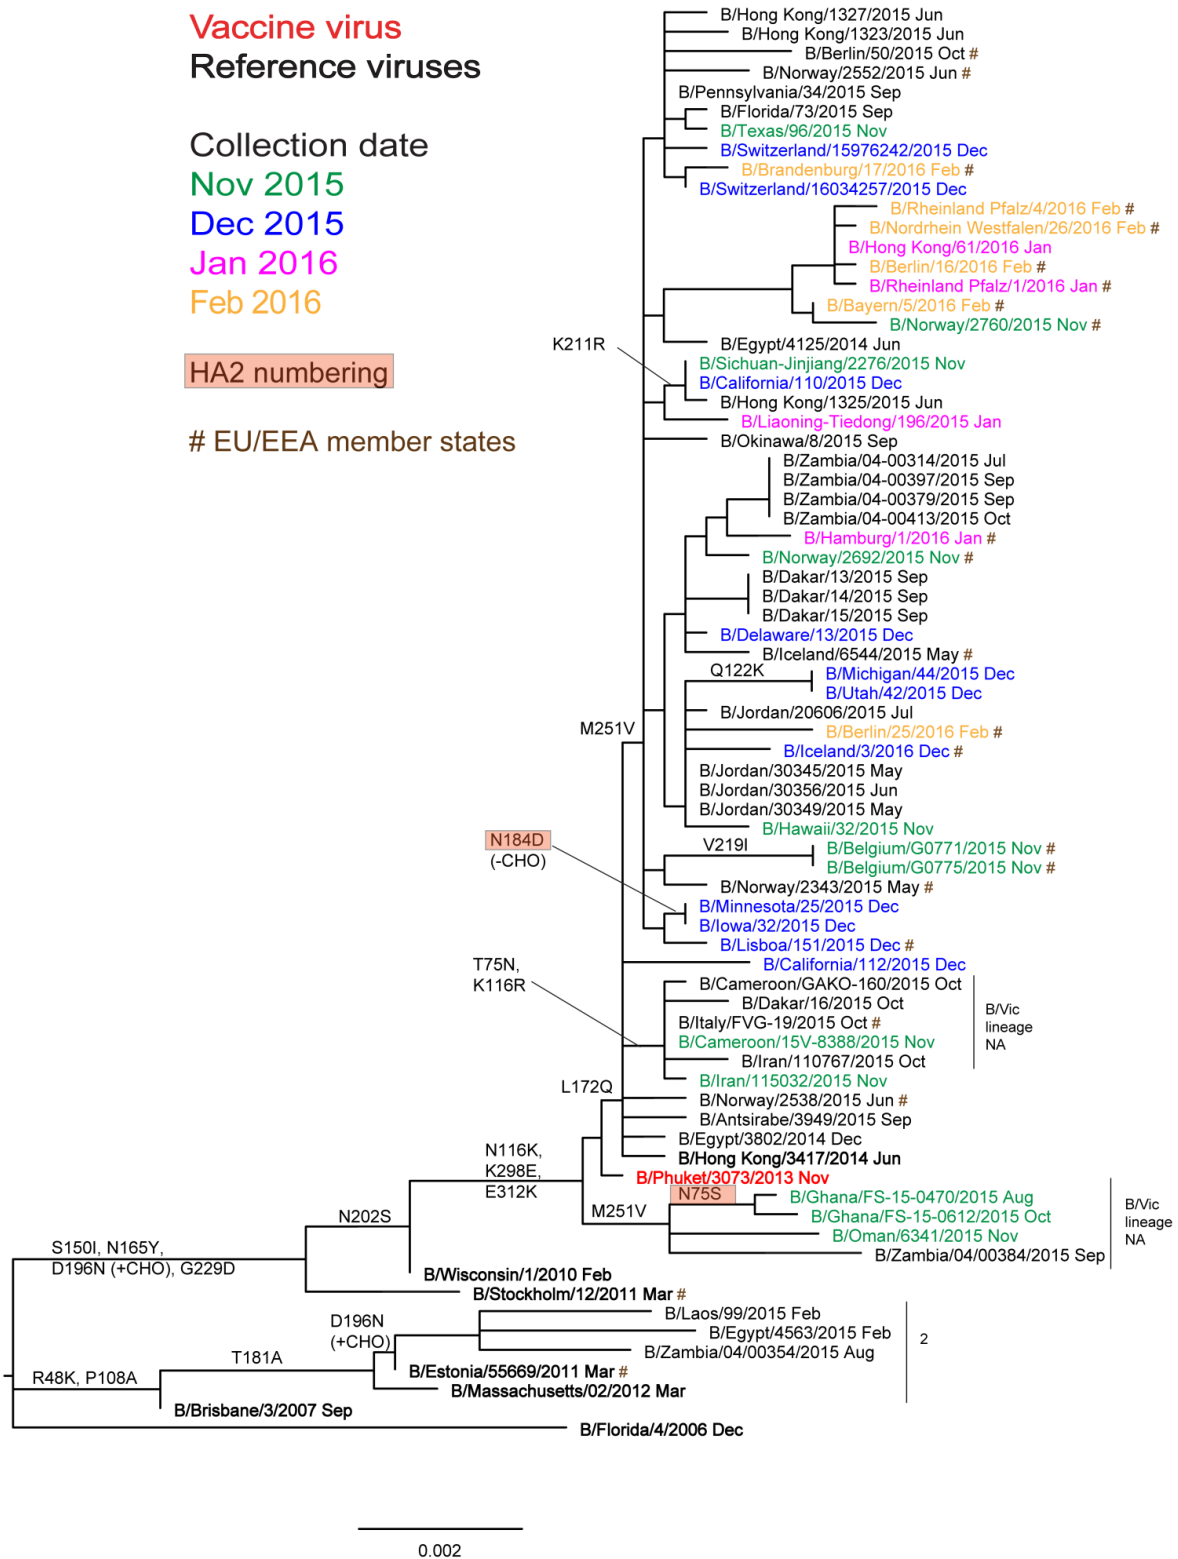 Vaccine virus
Reference viruses
Collection date
Nov 2015
Dec 2015
Jan 2016
Feb 2016
HA2 numbering
# EU/EEA member states
B/Hong Kong/1327/2015 Jun
B/Hong Kong/1323/2015 Jun
B/Berlin/50/2015 Oct #
B/Norway/2552/2015 Jun #
B/Pennsylvania/34/2015 Sep
B/Florida/73/2015 Sep
B/Texas/96/2015 Nov
B/Switzerland/15976242/2015 Dec
B/Brandenburg/17/2016 Feb #
B/Switzerland/16034257/2015 Dec
B/Rheinland Pfalz/4/2016 Feb #
B/Nordrhein Westfalen/26/2016 Feb #
B/Hong Kong/61/2016 Jan
B/Berlin/16/2016 Feb #
B/Rheinland Pfalz/1/2016 Jan #
B/Bayern/5/2016 Feb #
B/Norway/2760/2015 Nov #
B/Egypt/4125/2014 Jun
K211R
B/Sichuan-Jinjiang/2276/2015 Nov
B/California/110/2015 Dec
B/Hong Kong/1325/2015 Jun
B/Liaoning-Tiedong/196/2015 Jan
B/Okinawa/8/2015 Sep
B/Zambia/04-00314/2015 Jul
B/Zambia/04-00397/2015 Sep
B/Zambia/04-00379/2015 Sep
B/Zambia/04-00413/2015 Oct
B/Hamburg/1/2016 Jan #
B/Norway/2692/2015 Nov #
B/Dakar/13/2015 Sep
B/Dakar/14/2015 Sep
B/Dakar/15/2015 Sep
B/Delaware/13/2015 Dec
B/Iceland/6544/2015 May #
Q122K
B/Michigan/44/2015 Dec
B/Utah/42/2015 Dec
B/Jordan/20606/2015 Jul
M251V
B/Berlin/25/2016 Feb #
B/Iceland/3/2016 Dec #
B/Jordan/30345/2015 May
B/Jordan/30356/2015 Jun
B/Jordan/30349/2015 May
B/Hawaii/32/2015 Nov
N184D
(-CHO)
V219I
B/Belgium/G0771/2015 Nov #
B/Belgium/G0775/2015 Nov #
B/Norway/2343/2015 May #
B/Minnesota/25/2015 Dec
B/Iowa/32/2015 Dec
B/Lisboa/151/2015 Dec #
B/California/112/2015 Dec
T75N,
K116R
B/Cameroon/GAKO-160/2015 Oct
B/Dakar/16/2015 Oct
B/Italy/FVG-19/2015 Oct #
B/Cameroon/15V-8388/2015 Nov
B/Iran/110767/2015 Oct
B/Vic
lineage
NA
B/Iran/115032/2015 Nov
L172Q
B/Norway/2538/2015 Jun #
B/Antsirabe/3949/2015 Sep
B/Egypt/3802/2014 Dec
B/Hong Kong/3417/2014 Jun
B/Phuket/3073/2013 Nov
N116K,
K298E,
E312K
N75S
M251V
B/Ghana/FS-15-0470/2015 Aug
B/Ghana/FS-15-0612/2015 Oct
B/Oman/6341/2015 Nov
B/Zambia/04/00384/2015 Sep
B/Vic
lineage
NA
N202S
S150I, N165Y,
D196N (+CHO), G229D
B/Wisconsin/1/2010 Feb
B/Stockholm/12/2011 Mar #
D196N
(+CHO)
B/Laos/99/2015 Feb
B/Egypt/4563/2015 Feb
B/Zambia/04/00354/2015 Aug
2
T181A
B/Estonia/55669/2011 Mar #
B/Massachusetts/02/2012 Mar
R48K, P108A
B/Brisbane/3/2007 Sep
B/Florida/4/2006 Dec
0.002